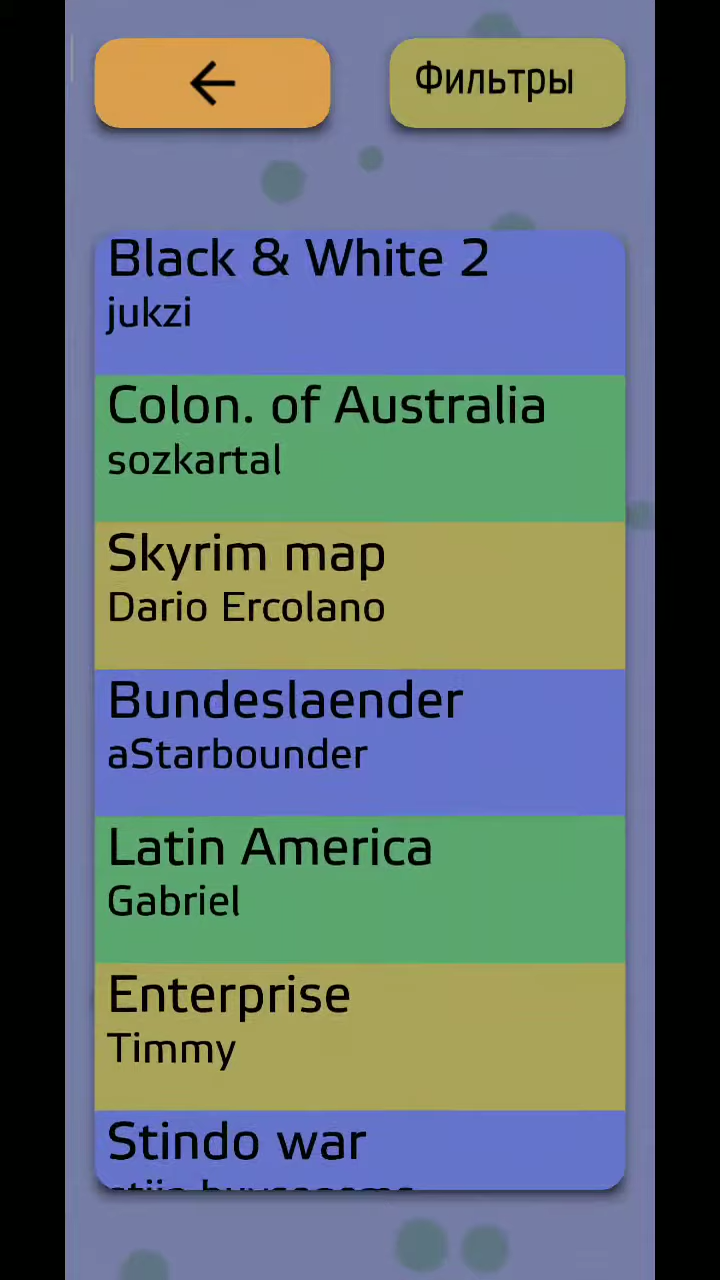 Фильтры
Black & White 2
jukzi
Colon. of Australia
sozkartal
Skyrim map
Dario Ercolano
Bundeslaender
aStarbounder
Latin America
Gabriel
Enterprise
Timmy
Stindo war